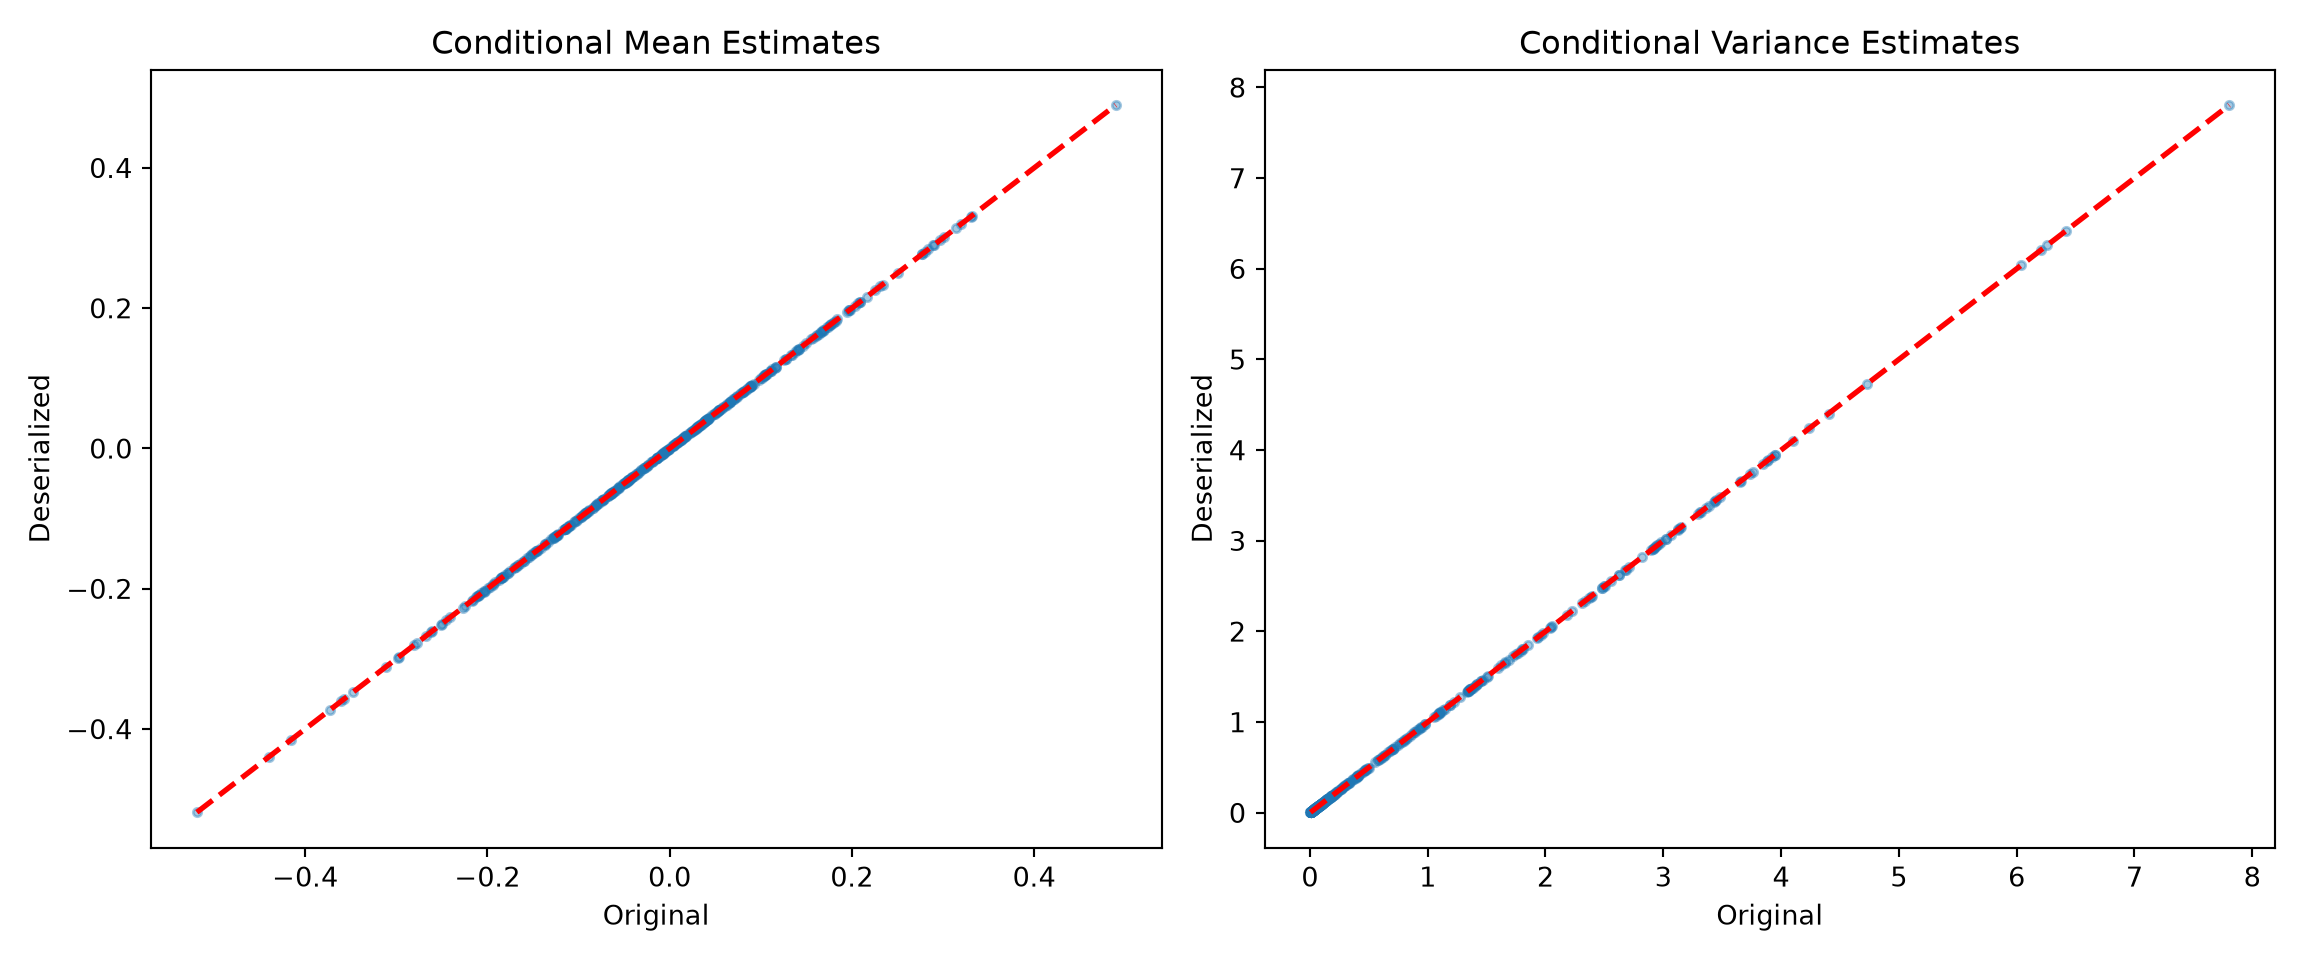 Conditional Mean Estimates
Deserialized
0.4
0.2
0.0
−0.2
−0.4
−0.4 −0.2 0.0 0.2 0.4
Original
Conditional Variance Estimates
Deserialized
8
7
6
5
4
3
2
1
0
0 1 2 3 4 5 6 7 8
Original